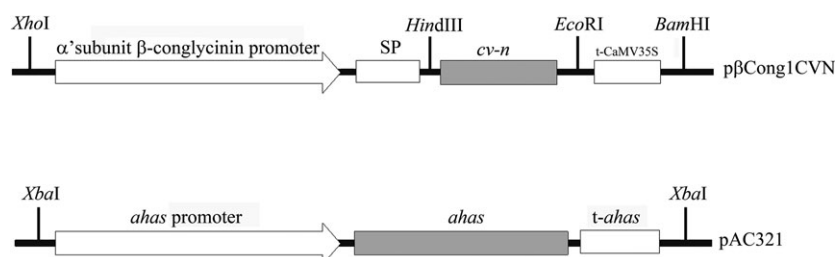 XhoI
α'subunit β-conglycinin promoter
SP
HindIII
cv-n
EcoRI
t-CaMV35S
BamHI
pβCong1CVN
XbaI
ahas promoter
ahas
t-ahas
XbaI
pAC321